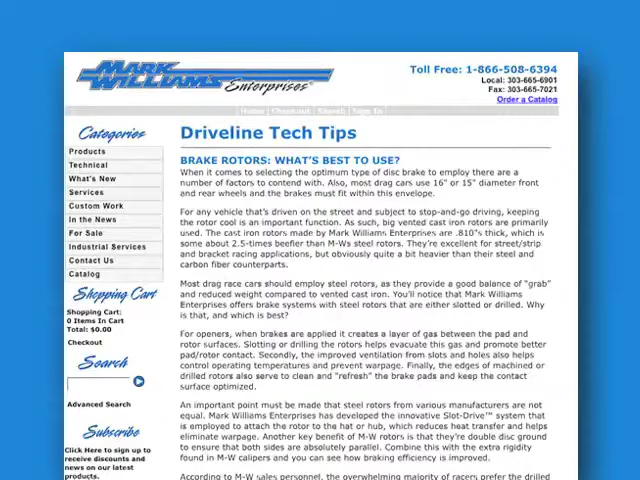 MARK
WILLIAMS Enterprises
Toll Free: 1-866-508-6394
Local: 303-665-6901
Fax: 303-665-7021
Order a Catalog
Home | Checkout | Search | Sign In
Categories
Products
Technical
What's New
Services
Custom Work
In the News
For Sale
Industrial Services
Contact Us
Catalog
Shopping Cart
Shopping Cart:
0 Items In Cart
Total: $0.00
Checkout
Search
Advanced Search
Subscribe
Click Here to sign up to
receive discounts and
news on our latest
products.
Driveline Tech Tips
BRAKE ROTORS: WHAT'S BEST TO USE?
When it comes to selecting the optimum type of disc brake to employ there are a
number of factors to contend with. Also, most drag cars use 16" or 15" diameter front
and rear wheels and the brakes must fit within this envelope.
For any vehicle that's driven on the street and subject to stop-and-go driving, keeping
the rotor cool is an important function. As such, big vented cast iron rotors are primarily
used. The cast iron rotors made by Mark Williams Enterprises are .810"s thick, which is
some about 2.5-times beefier than M-Ws steel rotors. They're excellent for street/strip
and bracket racing applications, but obviously quite a bit heavier than their steel and
carbon fiber counterparts.
Most drag race cars should employ steel rotors, as they provide a good balance of "grab"
and reduced weight compared to vented cast iron. You'll notice that Mark Williams
Enterprises offers brake systems with steel rotors that are either slotted or drilled. Why
is that, and which is best?
For openers, when brakes are applied it creates a layer of gas between the pad and
rotor surfaces. Slotting or drilling the rotors helps evacuate this gas and promote better
pad/rotor contact. Secondly, the improved ventilation from slots and holes also helps
control operating temperatures and prevent warpage. Finally, the edges of machined or
drilled rotors also serve to clean and "refresh" the brake pads and keep the contact
surface optimized.
An important point must be made that steel rotors from various manufacturers are not
equal. Mark Williams Enterprises has developed the innovative Slot-Drive™ system that
is employed to attach the rotor to the hat or hub, which reduces heat transfer and helps
eliminate warpage. Another key benefit of M-W rotors is that they're double disc ground
to ensure that both sides are absolutely parallel. Combine this with the extra rigidity
found in M-W calipers and you can see how braking efficiency is improved.
According to M-W sales personnel, the overwhelming majority of racers prefer the drilled